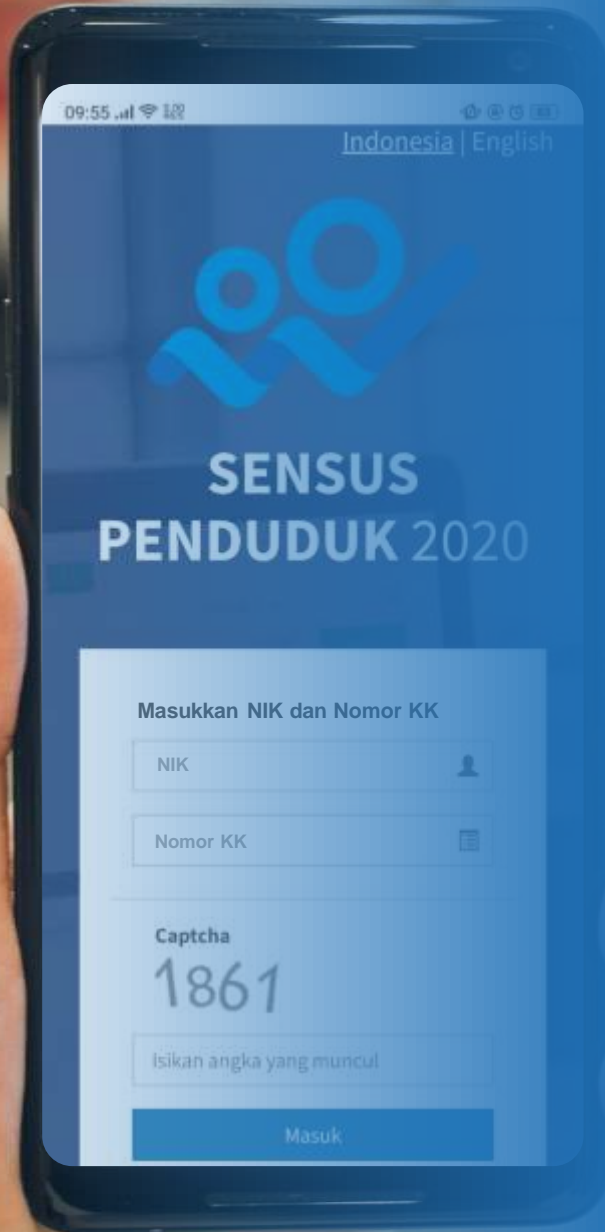 09:55
Indonesia | English
SENSUS
PENDUDUK 2020
Masukkan NIK dan Nomor KK
NIK
Nomor KK
Captcha
1861
Isikan angka yang muncul
Masuk